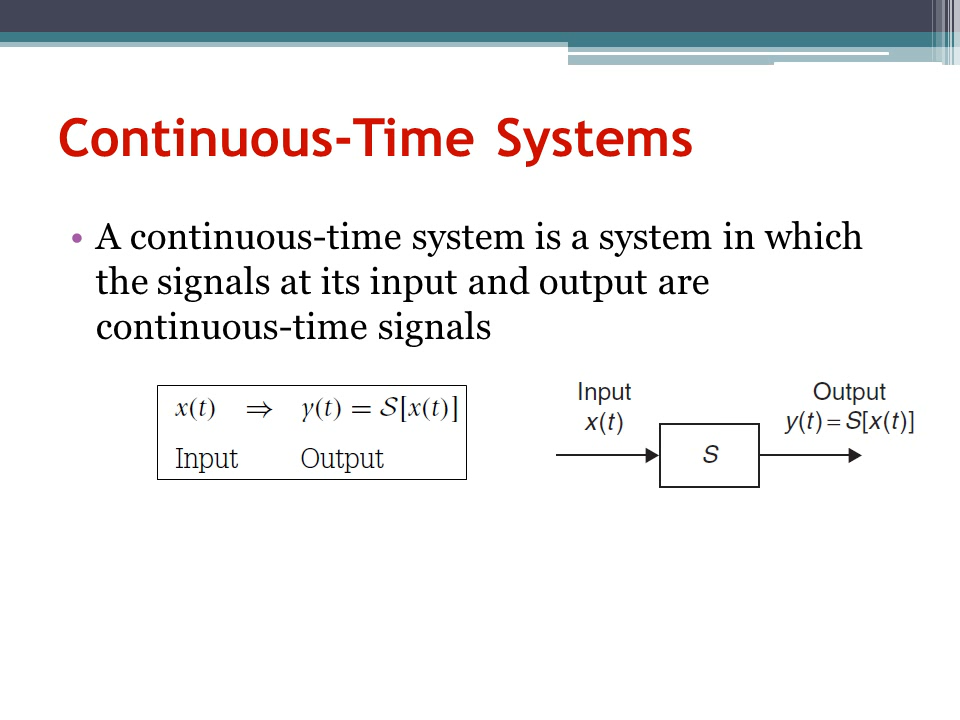 Continuous-Time Systems
• A continuous-time system is a system in which
the signals at its input and output are
continuous-time signals
x(t) ⇒ y(t) = S[x(t)]
Input Output
Input
x(t)
S
Output
y(t) = S[x(t)]